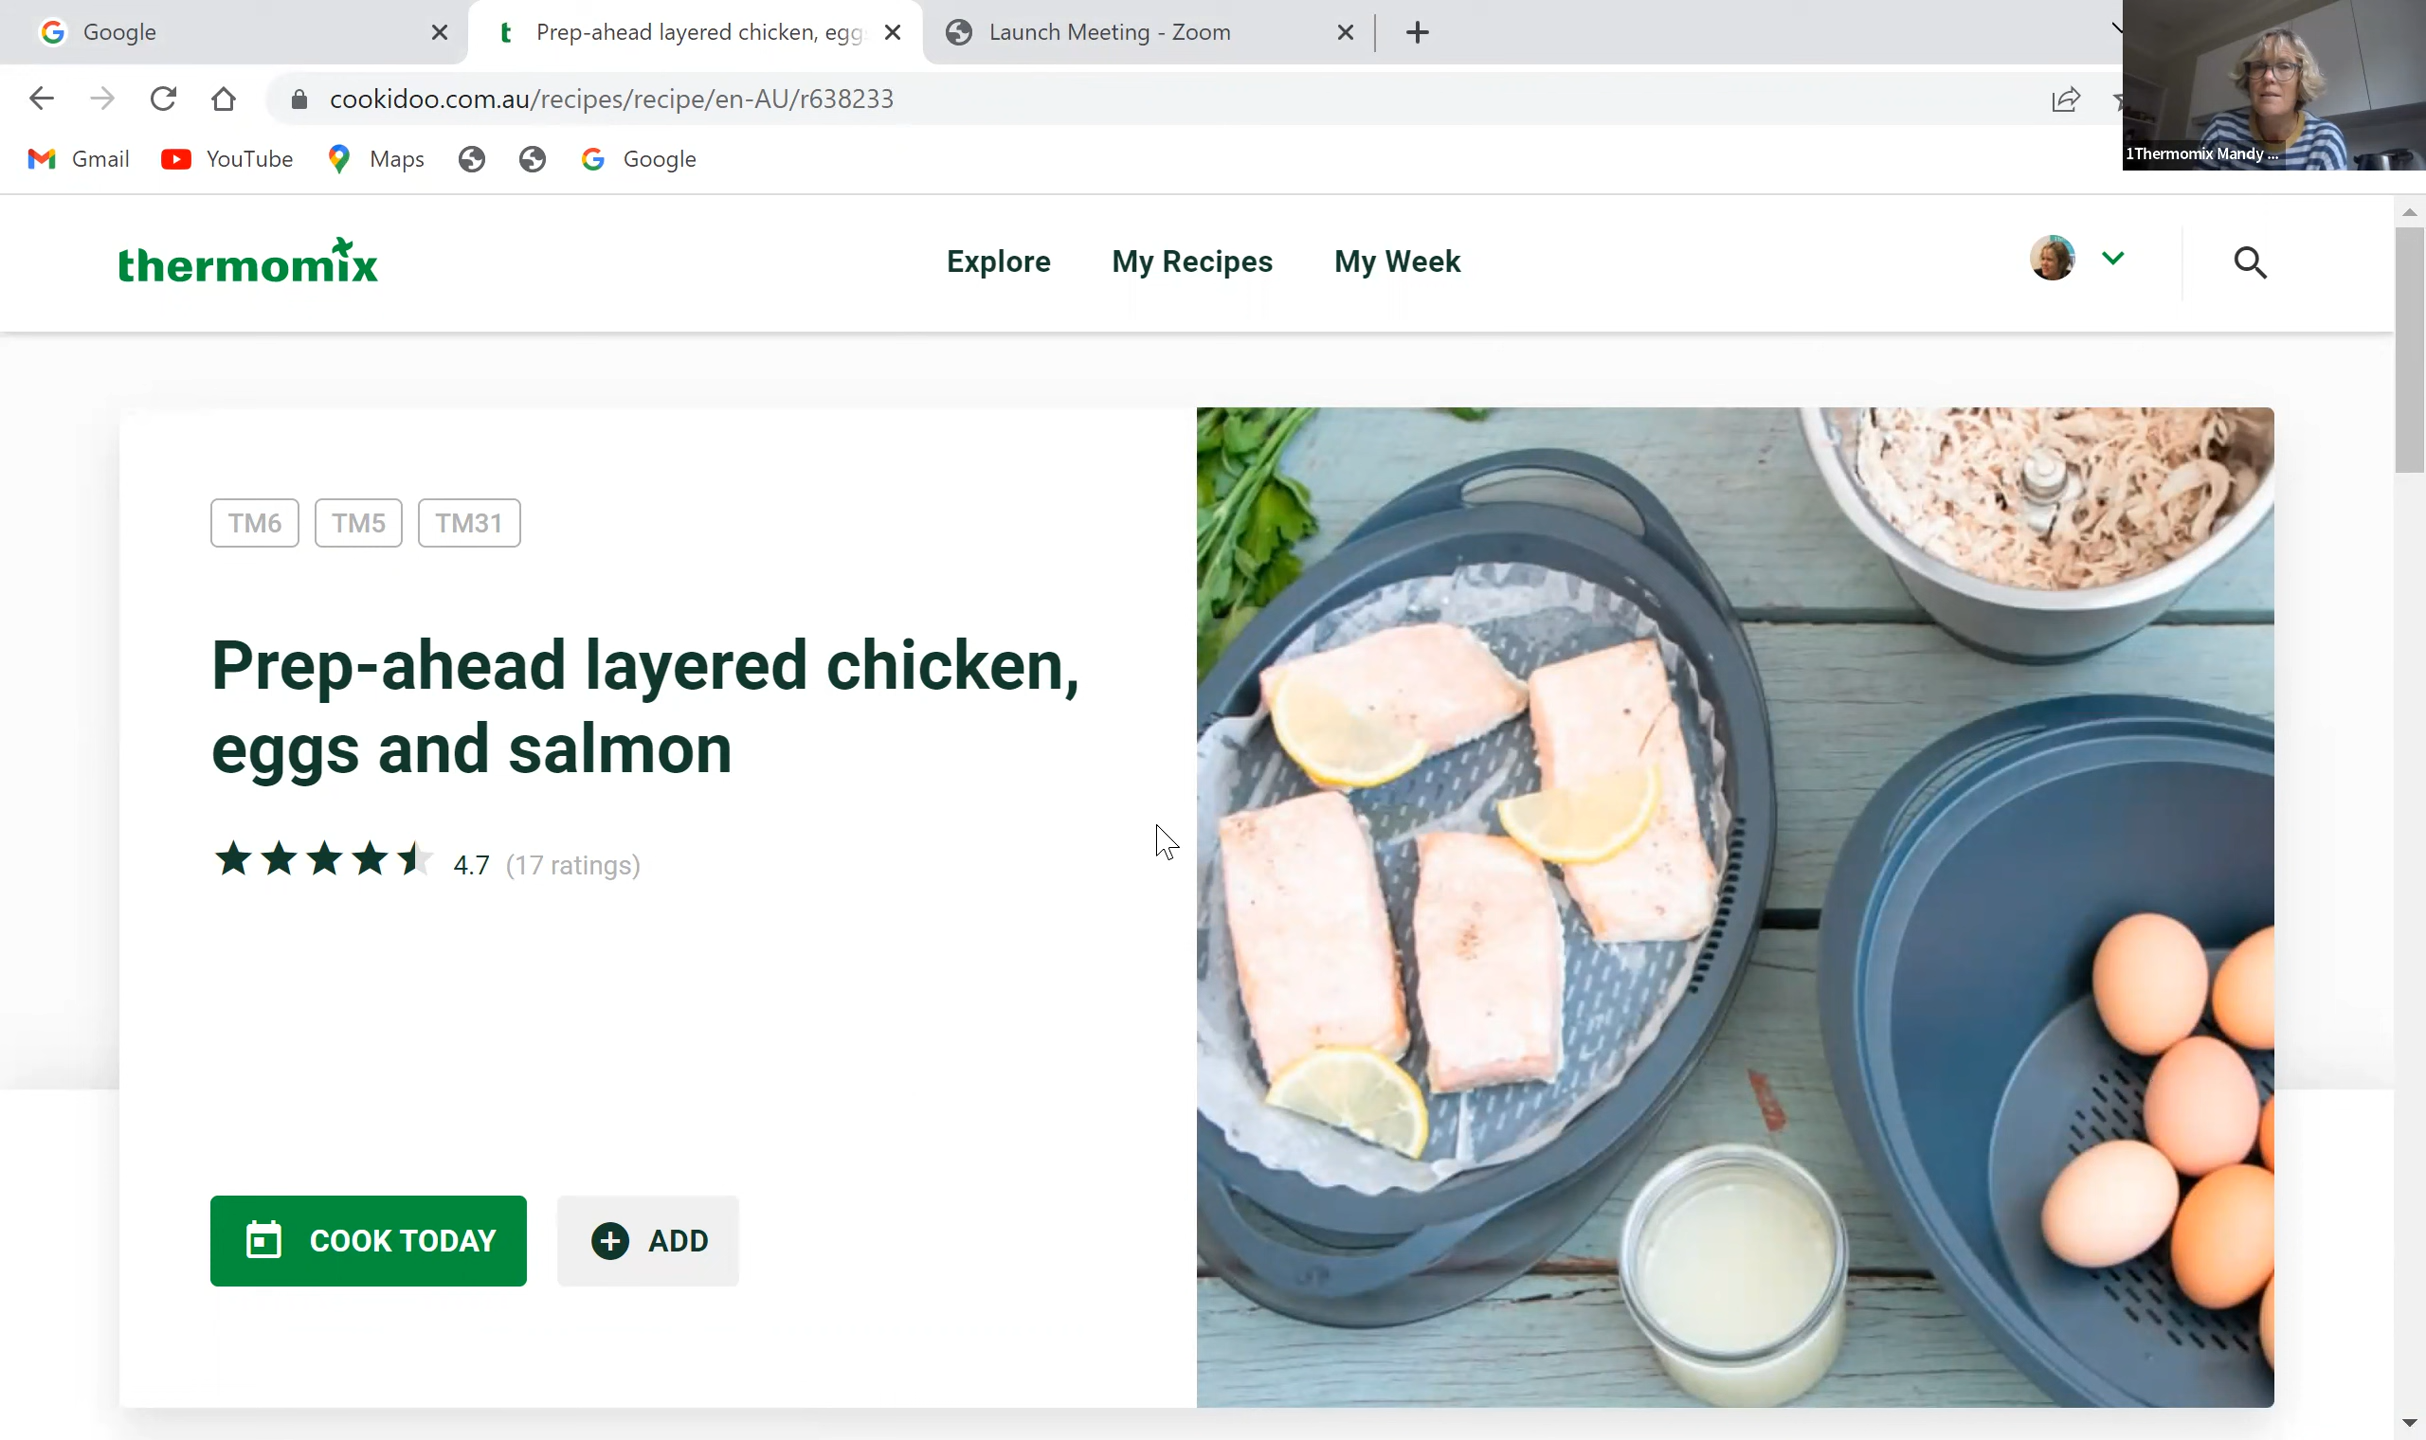 Google
Prep-ahead layered chicken, egg
Launch Meeting - Zoom
cookidoo.com.au/recipes/recipe/en-AU/r638233
Gmail
YouTube
Maps
Google
1Thermomix Mandy ...
thermomix
Explore
My Recipes
My Week
TM6
TM5
TM31
Prep-ahead layered chicken,
eggs and salmon
4.7 (17 ratings)
COOK TODAY
ADD